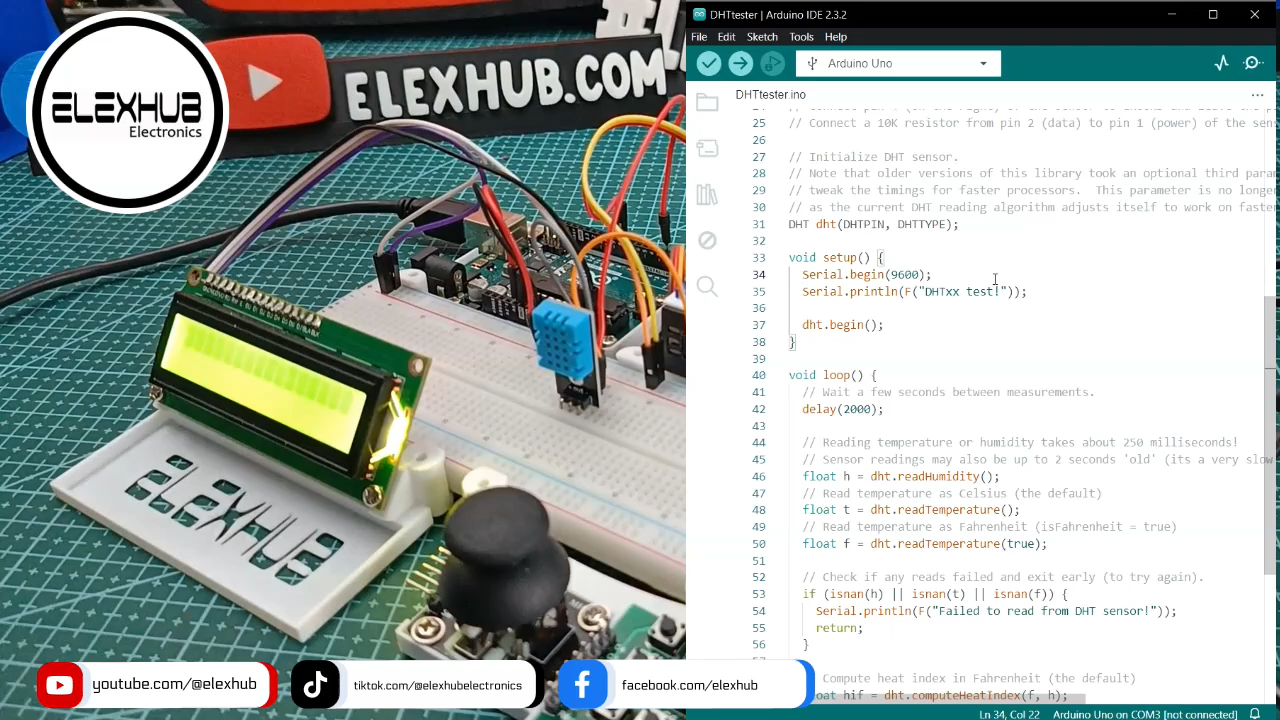 ELEXHUB
Electronics
ELEXHUB.COM
ELEXHUB
youtube.com/@elexhub
tiktok.com/@elexhubelectronics
facebook.com/elexhub
DHTtester | Arduino IDE 2.3.2
File Edit Sketch Tools Help
Arduino Uno
DHTtester.ino
25 // Connect a 10K resistor from pin 2 (data) to pin 1 (power) of the sen
26
27 // Initialize DHT sensor.
28 // Note that older versions of this library took an optional third para
29 // tweak the timings for faster processors. This parameter is no longe
30 // as the current DHT reading algorithm adjusts itself to work on faste
31 DHT dht(DHTPIN, DHTTYPE);
32
33 void setup() {
34 Serial.begin(9600);
35 Serial.println(F("DHTxx test!"));
36
37 dht.begin();
38 }
39
40 void loop() {
41 // Wait a few seconds between measurements.
42 delay(2000);
43
44 // Reading temperature or humidity takes about 250 milliseconds!
45 // Sensor readings may also be up to 2 seconds 'old' (its a very slow
46 float h = dht.readHumidity();
47 // Read temperature as Celsius (the default)
48 float t = dht.readTemperature();
49 // Read temperature as Fahrenheit (isFahrenheit = true)
50 float f = dht.readTemperature(true);
51
52 // Check if any reads failed and exit early (to try again).
53 if (isnan(h) || isnan(t) || isnan(f)) {
54 Serial.println(F("Failed to read from DHT sensor!"));
55 return;
56 }
Compute heat index in Fahrenheit (the default)
hif = dht.computeHeatIndex(f, h);
Ln 34, Col 22 Arduino Uno on COM3 [not connected]